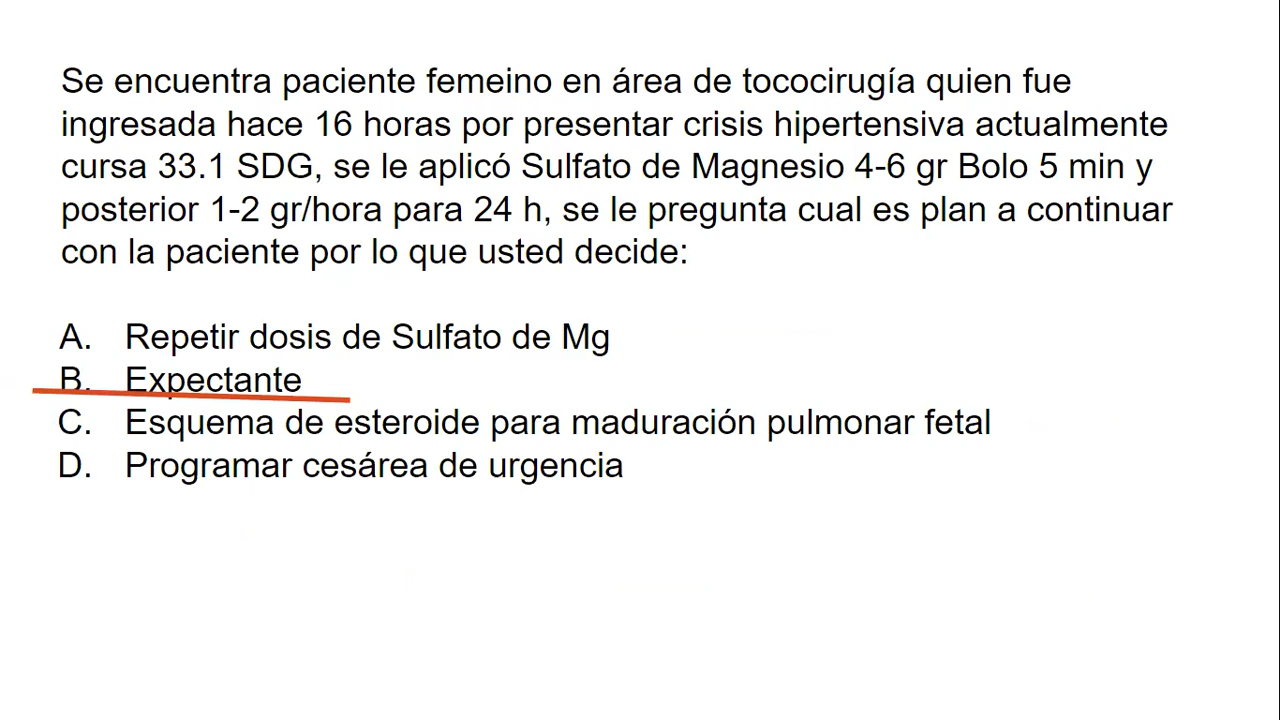 Se encuentra paciente femeino en área de tococirugía quien fue
ingresada hace 16 horas por presentar crisis hipertensiva actualmente
cursa 33.1 SDG, se le aplicó Sulfato de Magnesio 4-6 gr Bolo 5 min y
posterior 1-2 gr/hora para 24 h, se le pregunta cual es plan a continuar
con la paciente por lo que usted decide:
A. Repetir dosis de Sulfato de Mg
B. Expectante
C. Esquema de esteroide para maduración pulmonar fetal
D. Programar cesárea de urgencia